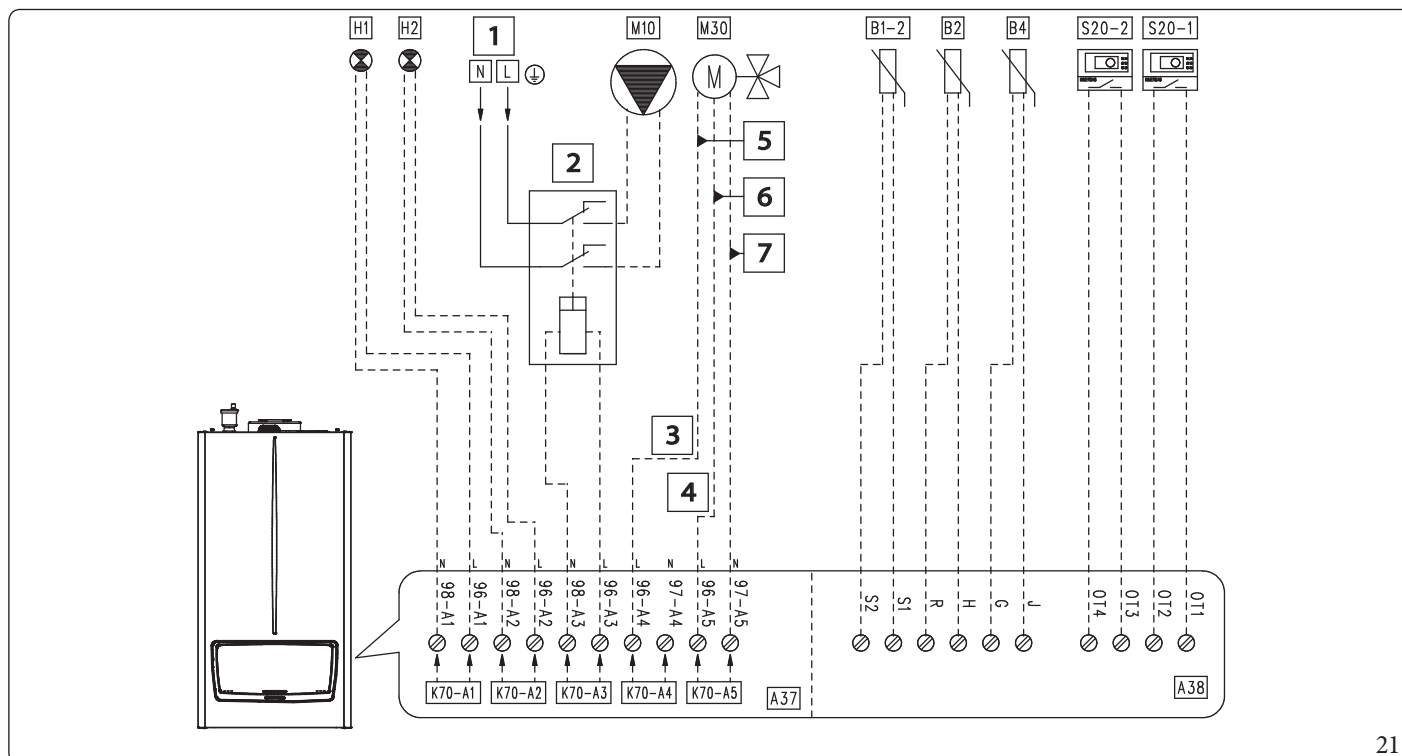 H1 H2 1 M10 M30 B1-2 B2 B4 S20-2 S20-1
N L
M
5
2
6
7
3
4
N L N L N L L N L N
98-A1 96-A1 98-A2 96-A2 98-A3 96-A3 96-A4 97-A4 96-A5 97-A5 S2 S1 R H G J OT4 OT3 OT2 OT1
K70-A1 K70-A2 K70-A3 K70-A4 K70-A5 A37 A38
21